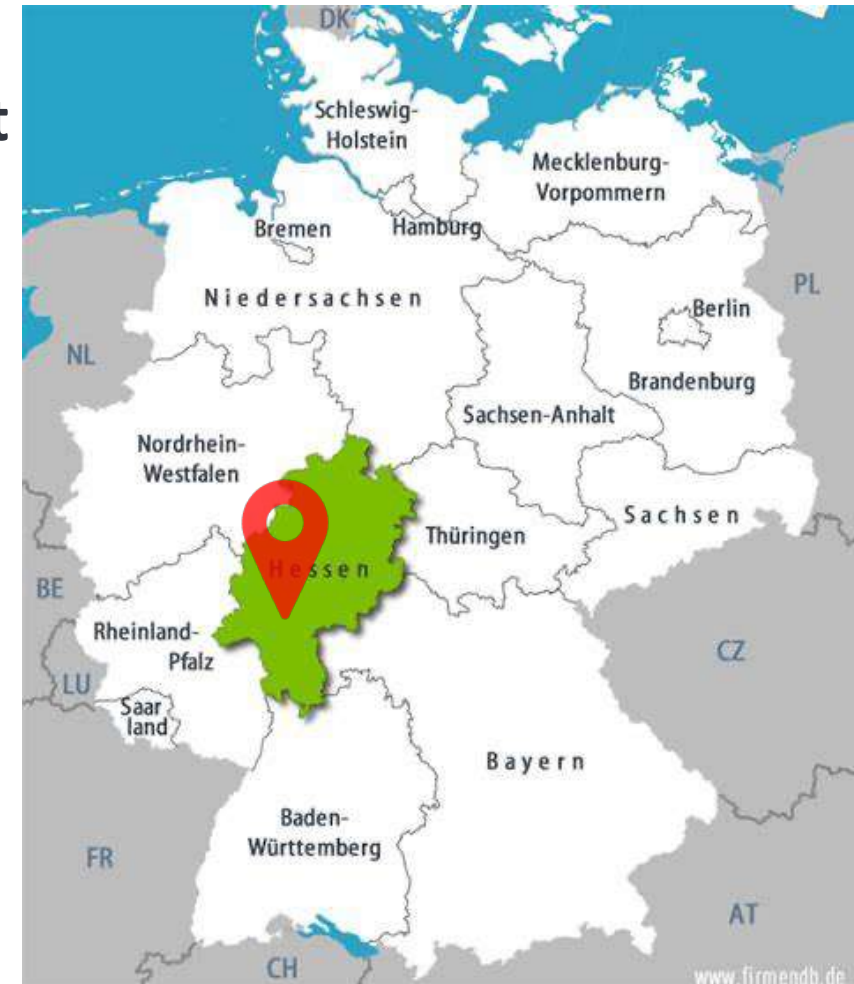 DK
t
Schleswig-
Holstein
Mecklenburg-
Vorpommern
Bremen
Hamburg
PL
Niedersachsen
Berlin
NL
Brandenburg
Sachsen-Anhalt
Nordrhein-
Westfalen
Sachsen
Thüringen
Hessen
BE
Rheinland-
Pfalz
CZ
LU
Saar
land
Bayern
Baden-
Württemberg
FR
AT
CH
www.firmendb.de